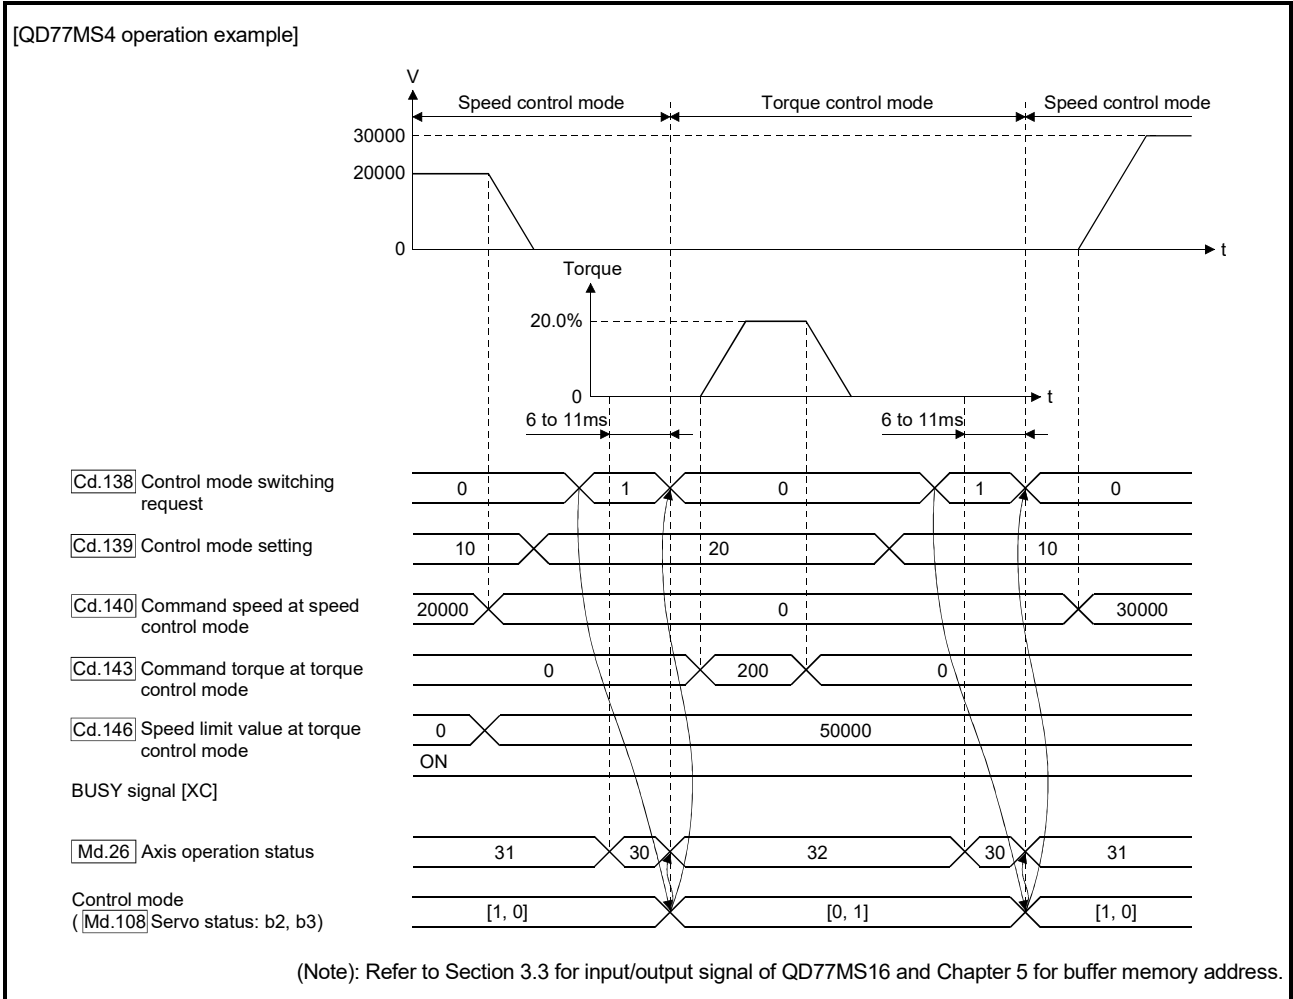 [QD77MS4 operation example]
V
Speed control mode
Torque control mode
Speed control mode
30000
20000
0
t
Torque
20.0%
0
t
6 to 11ms
6 to 11ms
Cd.138 Control mode switching
request
0
1
0
1
0
Cd.139 Control mode setting
10
20
10
Cd.140 Command speed at speed
control mode
20000
0
30000
Cd.143 Command torque at torque
control mode
0
200
0
Cd.146 Speed limit value at torque
control mode
0
50000
ON
BUSY signal [XC]
Md.26 Axis operation status
31
30
32
30
31
Control mode
( Md.108 Servo status: b2, b3)
[1, 0]
[0, 1]
[1, 0]
(Note): Refer to Section 3.3 for input/output signal of QD77MS16 and Chapter 5 for buffer memory address.